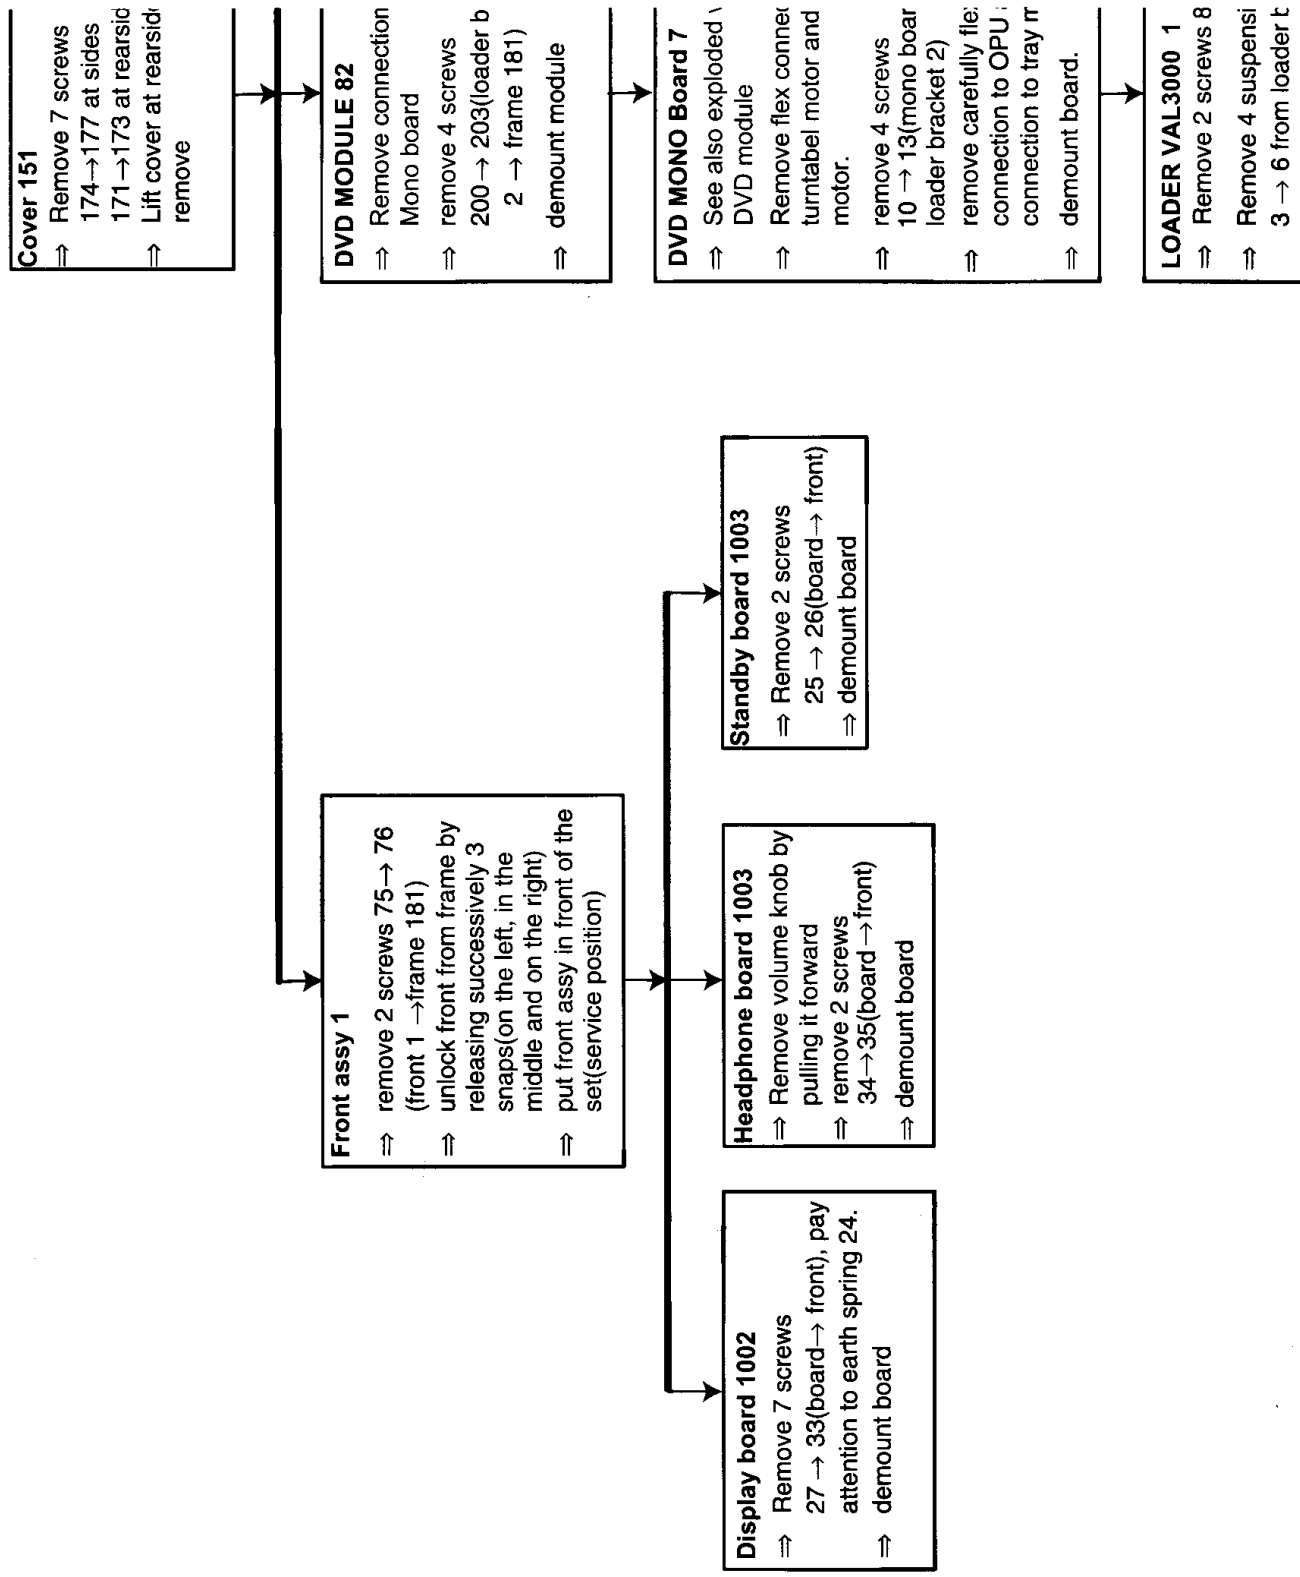 Cover 151
⇒ Remove 7 screws
174→177 at sides
171→173 at rearsid
⇒ Lift cover at rearsid
remove
DVD MODULE 82
⇒ Remove connection
Mono board
⇒ remove 4 screws
200 → 203(loader b
2 → frame 181)
⇒ demount module
DVD MONO Board 7
⇒ See also exploded
DVD module
⇒ Remove flex connec
turntabel motor and
motor.
⇒ remove 4 screws
10 → 13(mono boar
loader bracket 2)
⇒ remove carefully flex
connection to OPU
connection to tray m
⇒ demount board.
LOADER VAL3000 1
⇒ Remove 2 screws 8
⇒ Remove 4 suspensi
3 → 6 from loader b
Front assy 1
⇒ remove 2 screws 75→ 76
(front 1 →frame 181)
⇒ unlock front from frame by
releasing successively 3
snaps(on the left, in the
middle and on the right)
⇒ put front assy in front of the
set(service position)
Display board 1002
⇒ Remove 7 screws
27 → 33(board→ front), pay
attention to earth spring 24.
⇒ demount board
Headphone board 1003
⇒ Remove volume knob by
pulling it forward
⇒ remove 2 screws
34→35(board →front)
⇒ demount board
Standby board 1003
⇒ Remove 2 screws
25 → 26(board→ front)
⇒ demount board